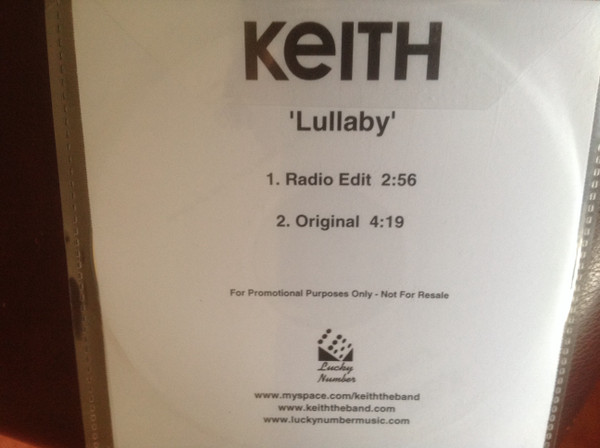 KeITH
'Lullaby'
1. Radio Edit 2:56
2. Original 4:19
For Promotional Purposes Only - Not For Resale
Lucky
Number
www.myspace.com/keiththeband
www.keiththeband.com
www.luckynumbermusic.com